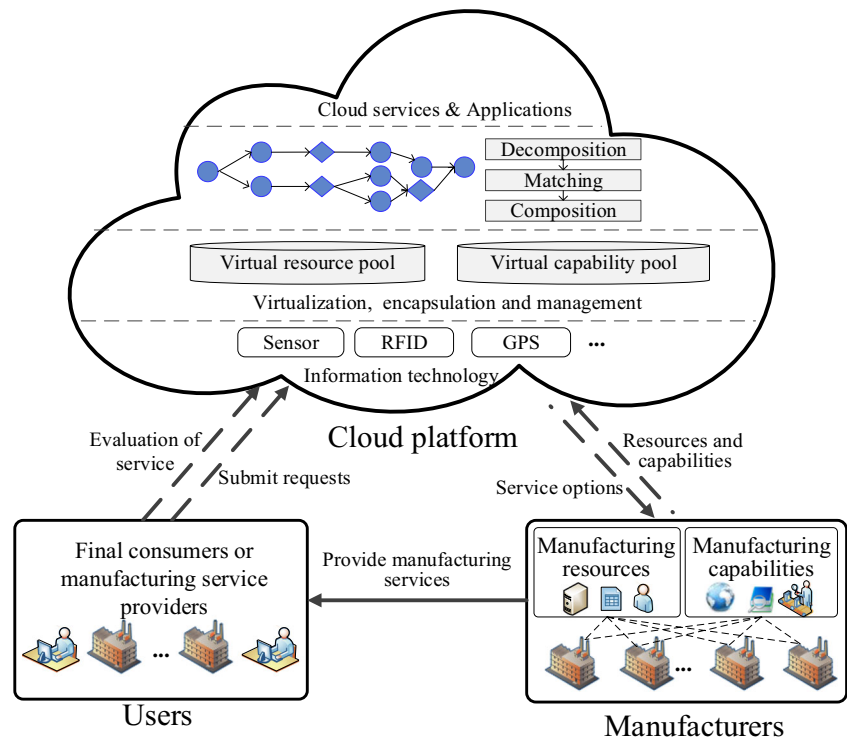 Cloud services & Applications
Decomposition
Matching
Composition
Virtual resource pool
Virtual capability pool
Virtualization, encapsulation and management
Sensor
RFID
GPS
...
Information technology
Cloud platform
Evaluation of
service
Submit requests
Resources and
capabilities
Service options
Final consumers or
manufacturing service
providers
...
Users
Provide manufacturing
services
Manufacturing
resources
Manufacturing
capabilities
...
Manufacturers